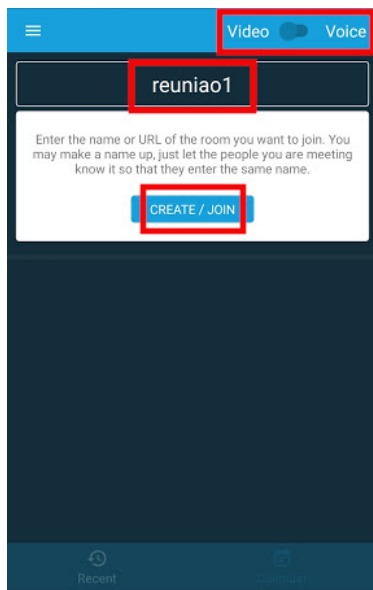 Video Voice
reuniao1
Enter the name or URL of the room you want to join. You
may make a name up, just let the people you are meeting
know it so that they enter the same name.
CREATE / JOIN
Recent Calendar